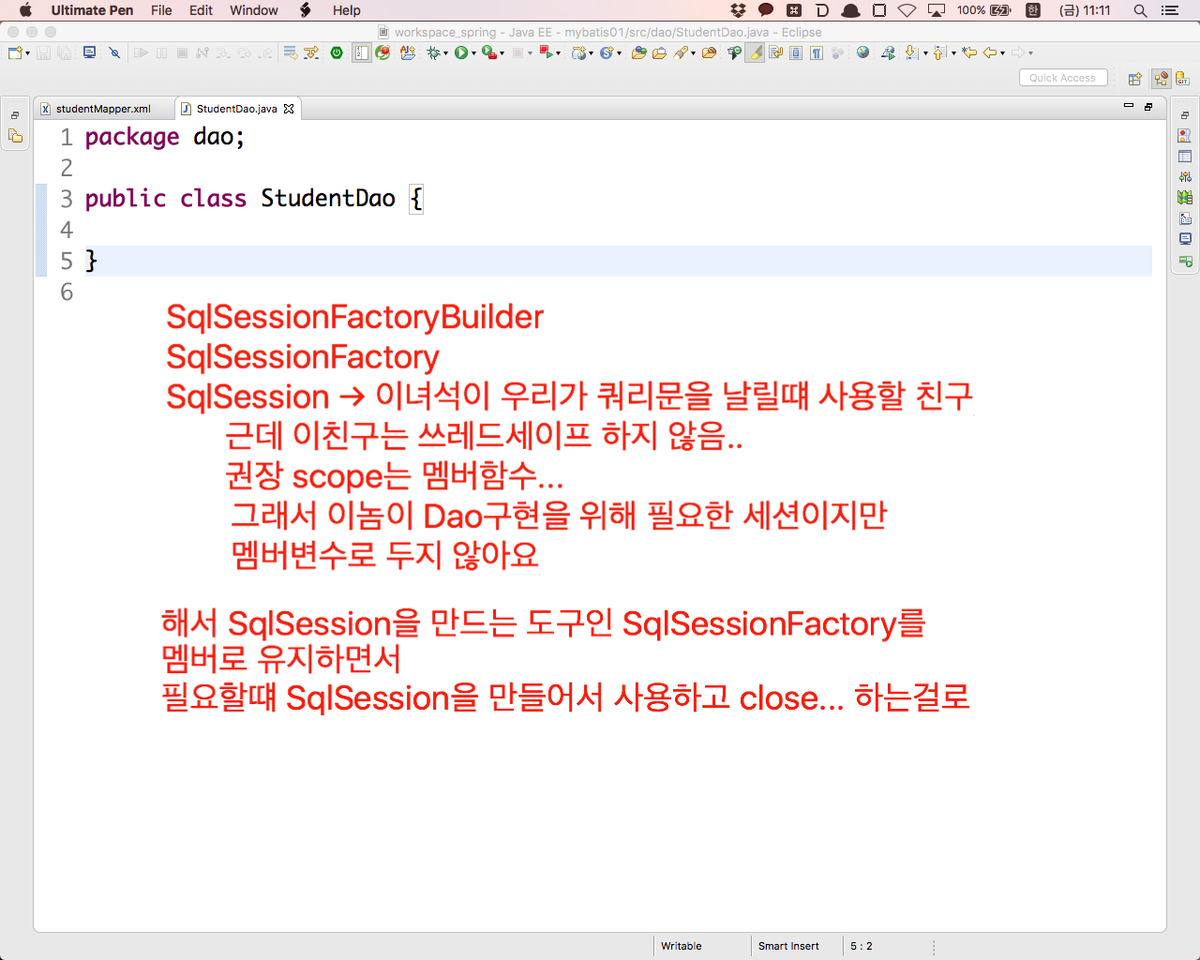 Ultimate Pen File Edit Window Help 100% 한 (금) 11:11
workspace_spring - Java EE - mybatis01/src/dao/StudentDao.java - Eclipse
Quick Access
studentMapper.xml StudentDao.java
1 package dao;
2
3 public class StudentDao {
4
5 }
6
SqlSessionFactoryBuilder
SqlSessionFactory
SqlSession → 이녀석이 우리가 쿼리문을 날릴떄 사용할 친구
근데 이친구는 쓰레드세이프 하지 않음..
권장 scope는 멤버함수...
그래서 이놈이 Dao구현을 위해 필요한 세션이지만
멤버변수로 두지 않아요
해서 SqlSession을 만드는 도구인 SqlSessionFactory를
멤버로 유지하면서
필요할떄 SqlSession을 만들어서 사용하고 close... 하는걸로
Writable Smart Insert 5 : 2